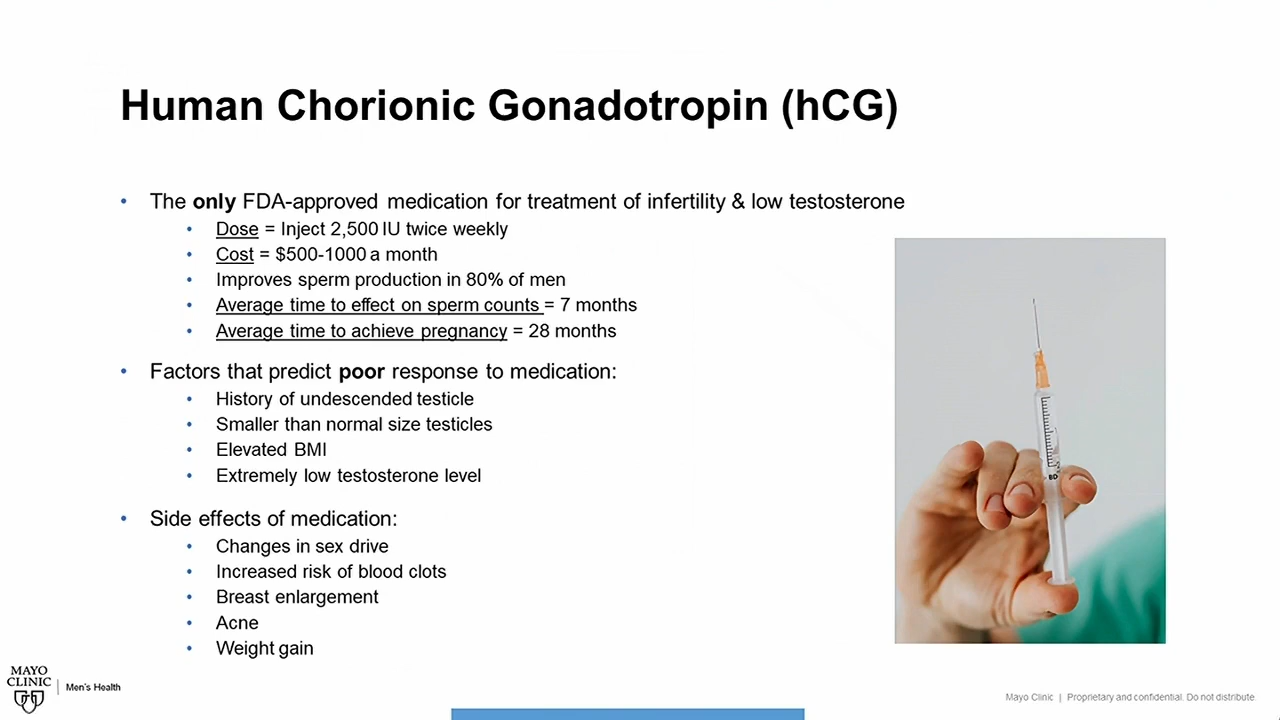 Human Chorionic Gonadotropin (hCG)
• The only FDA-approved medication for treatment of infertility & low testosterone
• Dose = Inject 2,500 IU twice weekly
• Cost = $500-1000 a month
• Improves sperm production in 80% of men
• Average time to effect on sperm counts = 7 months
• Average time to achieve pregnancy = 28 months
• Factors that predict poor response to medication:
• History of undescended testicle
• Smaller than normal size testicles
• Elevated BMI
• Extremely low testosterone level
• Side effects of medication:
• Changes in sex drive
• Increased risk of blood clots
• Breast enlargement
• Acne
• Weight gain
BD
MAYO
CLINIC
Men's Health
Mayo Clinic | Proprietary and confidential. Do not distribute.